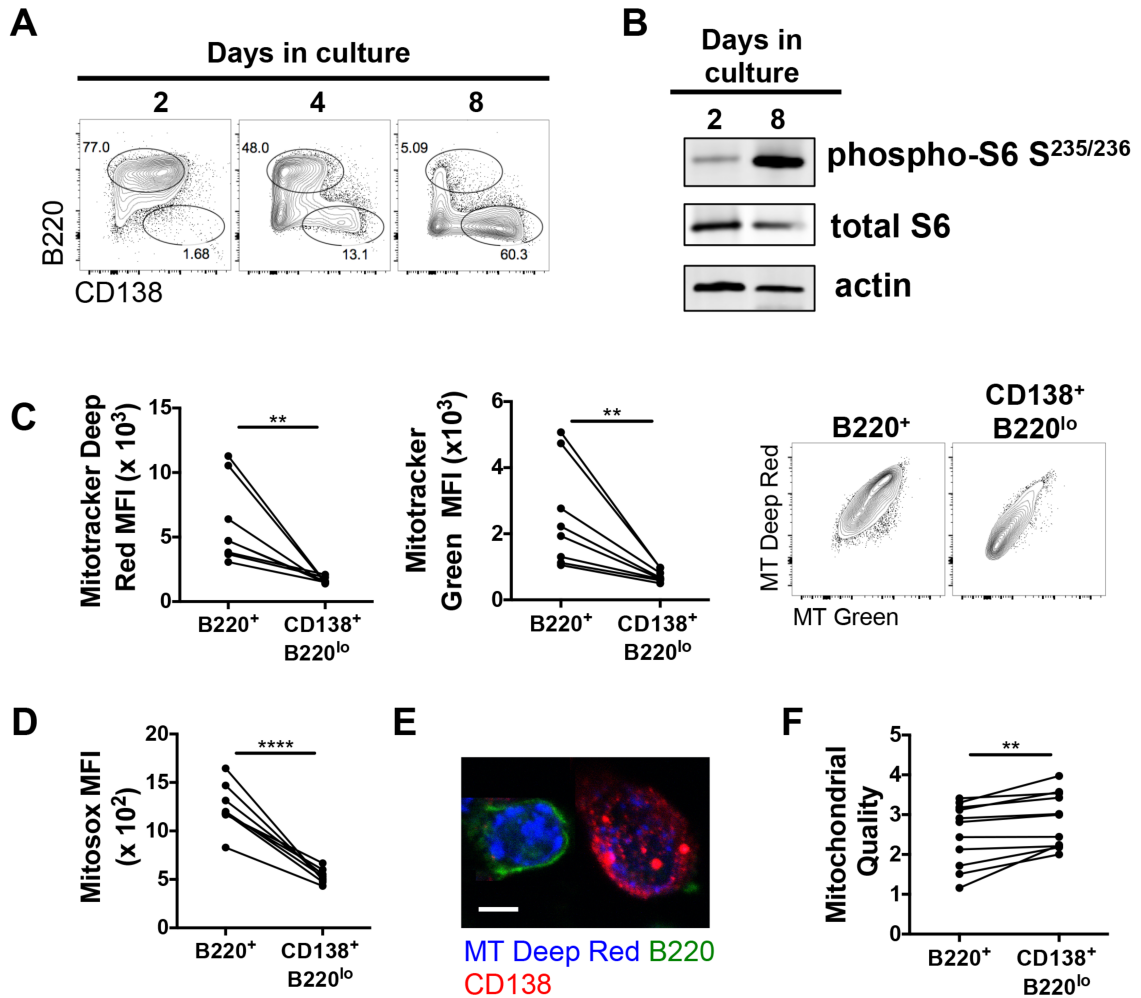 A
Days in culture
2 4 8
77.0
1.68
48.0
13.1
5.09
60.3
B220
CD138
B
Days in
culture
2 8
phospho-S6 S²³⁵/²³⁶
total S6
actin
C
Mitotracker Deep
Red MFI (x 10³)
15
10
5
0
**
B220⁺ CD138⁺
B220ˡᵒ
Mitotracker
Green MFI (x10³)
6
4
2
0
**
B220⁺ CD138⁺
B220ˡᵒ
CD138⁺
B220⁺ B220ˡᵒ
MT Deep Red
MT Green
D
Mitosox MFI
(x 10²)
20
15
10
5
0
****
B220⁺ CD138⁺
B220ˡᵒ
E
MT Deep Red B220
CD138
F
Mitochondrial
Quality
5
4
3
2
1
0
**
B220⁺ CD138⁺
B220ˡᵒ